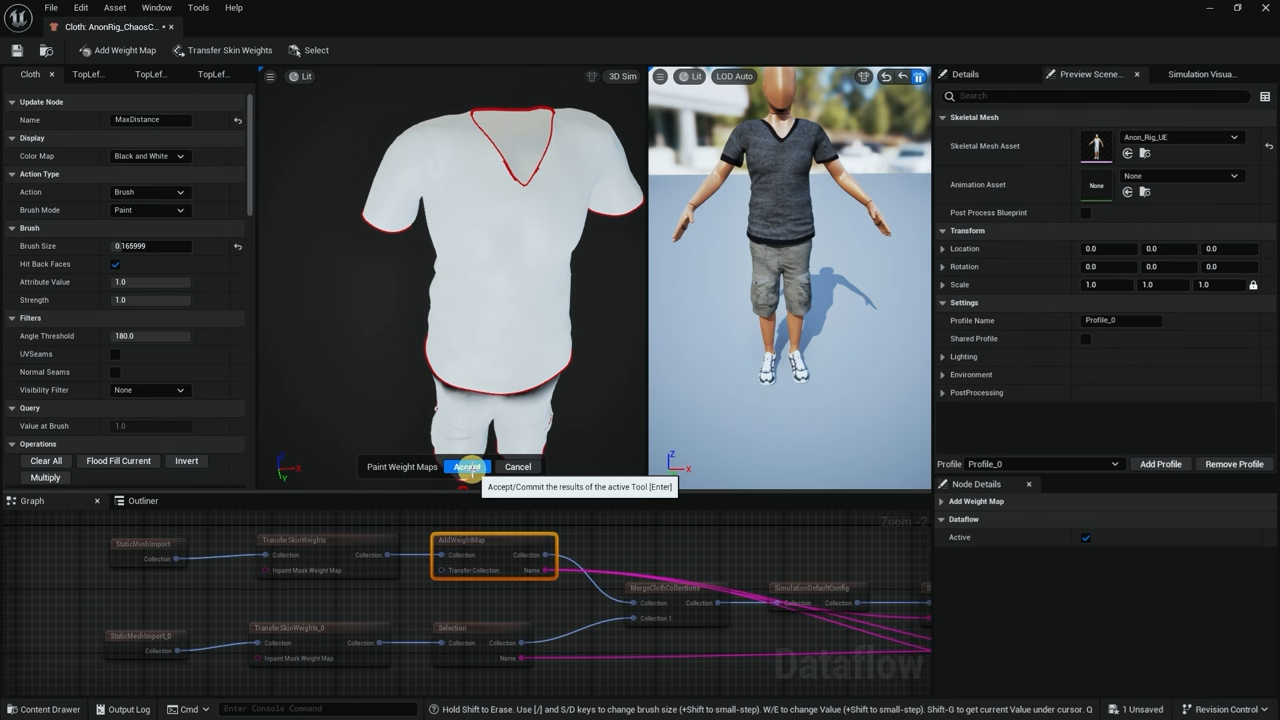 File Edit Asset Window Tools Help
Cloth: AnonRig_ChaosC... •
Add Weight Map Transfer Skin Weights Select
Cloth TopLef... TopLef... TopLef...
Update Node
Name MaxDistance
Display
Color Map Black and White
Action Type
Action Brush
Brush Mode Paint
Brush
Brush Size 0.165999
Hit Back Faces
Attribute Value 1.0
Strength 1.0
Filters
Angle Threshold 180.0
UVSeams
Normal Seams
Visibility Filter None
Query
Value at Brush 1.0
Operations
Clear All Flood Fill Current Invert
Multiply
Lit 3D Sim
Paint Weight Maps Cancel
Accept/Commit the results of the active Tool [Enter]
Z
X
Y
Lit LOD Auto
Z
X
Details Preview Scene... Simulation Visua...
Search
Skeletal Mesh
Skeletal Mesh Asset Anon_Rig_UE
Animation Asset None None
Post Process Blueprint
Transform
Location 0.0 0.0 0.0
Rotation 0.0 0.0 0.0
Scale 1.0 1.0 1.0
Settings
Profile Name Profile_0
Shared Profile
Lighting
Environment
PostProcessing
Profile Profile_0 Add Profile Remove Profile
Node Details
Add Weight Map
Dataflow
Active
Graph Outliner
Zoom -2
StaticMeshImport
Collection
TransferSkinWeights
Collection Collection
Inpaint Mask Weight Map
AddWeightMap
Collection Collection
Transfer Collection Name
MergeClothCollections
Collection Collection
Collection 1
SimulationDefaultConfig
Collection Collection
StaticMeshImport_0
Collection
TransferSkinWeights_0
Collection Collection
Inpaint Mask Weight Map
Selection
Collection Collection
Name
Dataflow
Content Drawer Output Log Cmd Enter Console Command Hold Shift to Erase. Use [/] and S/D keys to change brush size (+Shift to small-step). W/E to change Value (+Shift to small-step). Shift-G to get current Value under cursor. Q 1 Unsaved Revision Control